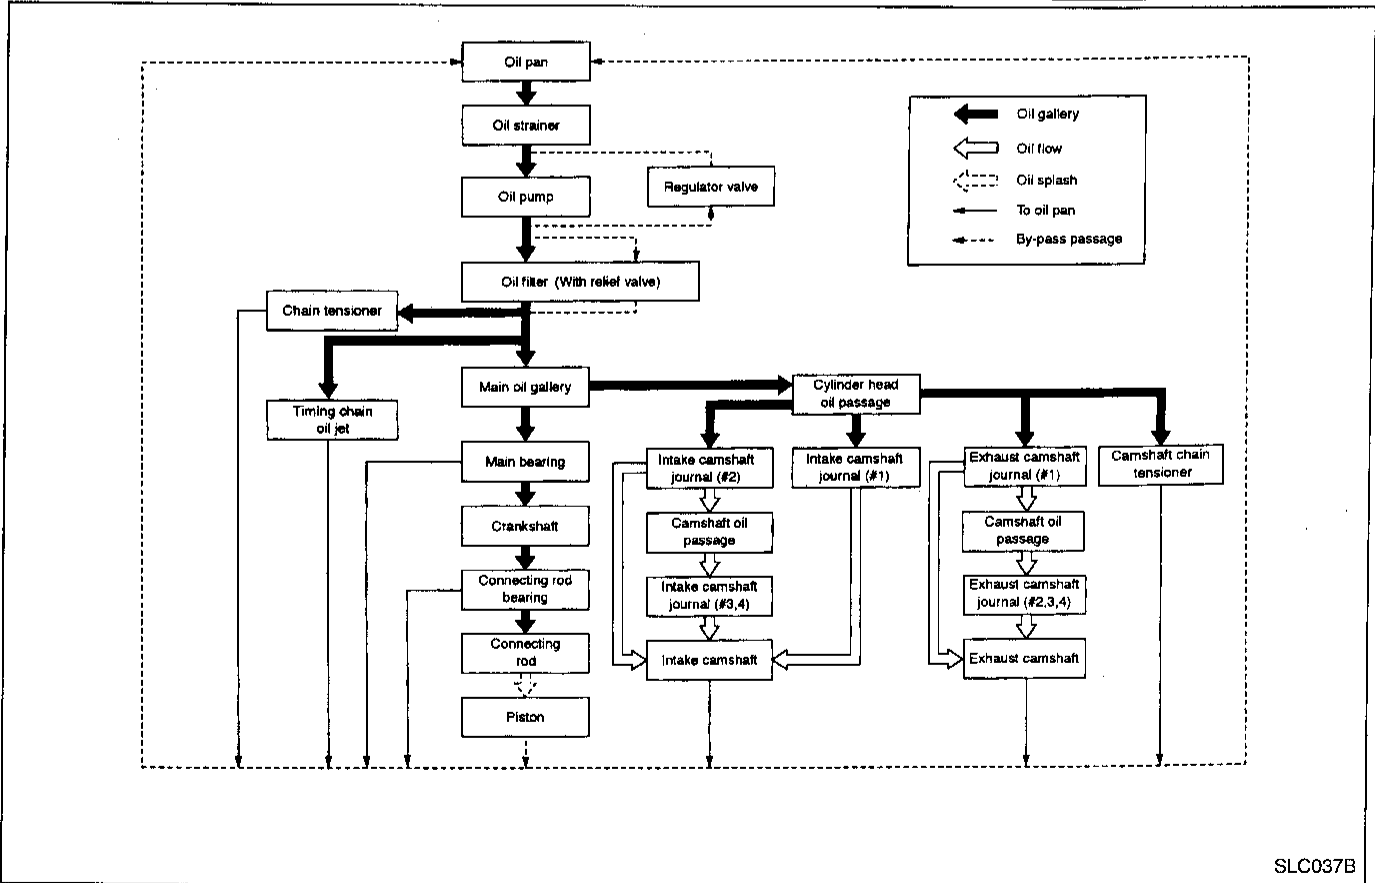 Oil pan
Oil strainer
Oil gallery
Oil flow
Oil splash
To oil pan
By-pass passage
Regulator valve
Oil pump
Oil filter (With relief valve)
Chain tensioner
Main oil gallery
Cylinder head
oil passage
Timing chain
oil jet
Main bearing
Intake camshaft
journal (#2)
Intake camshaft
journal (#1)
Exhaust camshaft
journal (#1)
Camshaft chain
tensioner
Crankshaft
Camshaft oil
passage
Camshaft oil
passage
Connecting rod
bearing
Intake camshaft
journal (#3,4)
Exhaust camshaft
journal (#2,3,4)
Connecting
rod
Intake camshaft
Exhaust camshaft
Piston
SLC037B